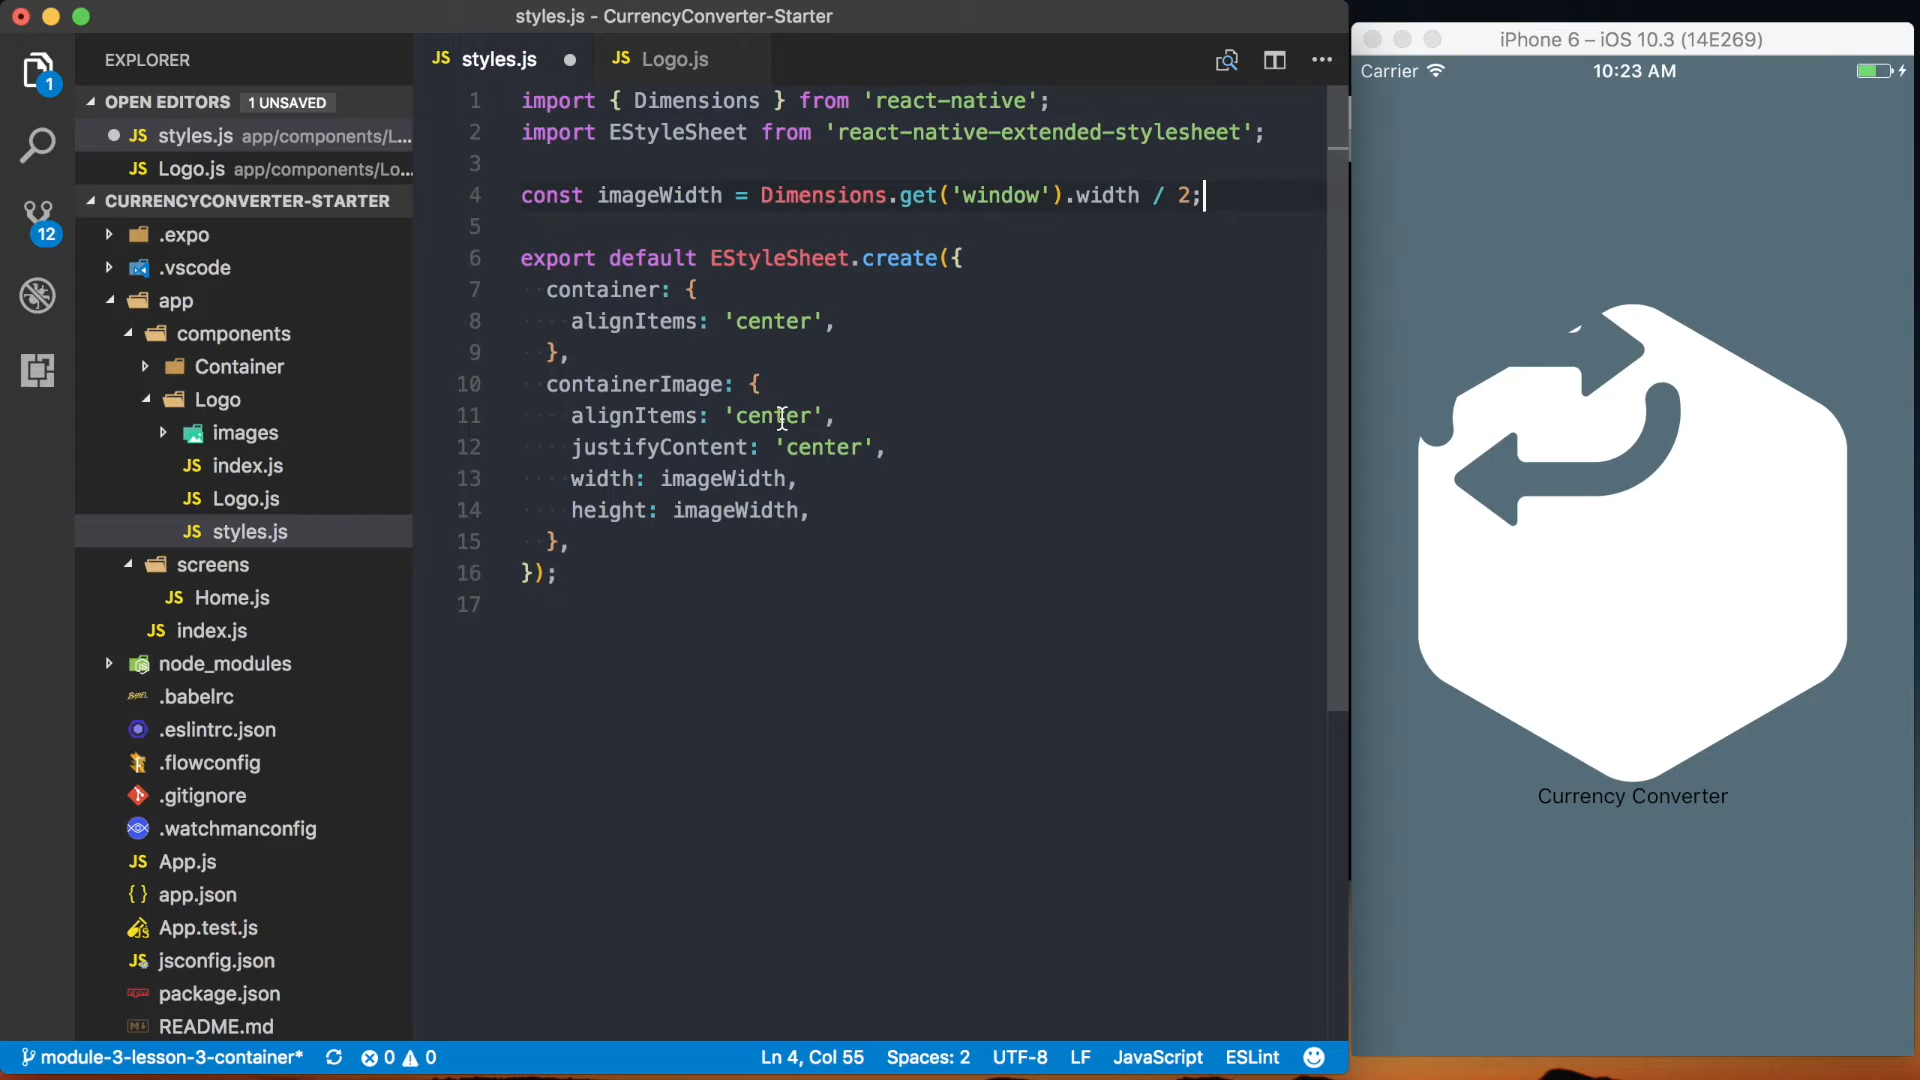 styles.js - CurrencyConverter-Starter
EXPLORER
OPEN EDITORS 1 UNSAVED
JS styles.js app/components/L...
JS Logo.js app/components/Lo...
CURRENCYCONVERTER-STARTER
.expo
.vscode
app
components
Container
Logo
images
JS index.js
JS Logo.js
JS styles.js
screens
JS Home.js
JS index.js
node_modules
BABEL .babelrc
.eslintrc.json
.flowconfig
.gitignore
.watchmanconfig
JS App.js
{ } app.json
App.test.js
JS jsconfig.json
npm package.json
M↓ README.md
1
12
JS styles.js
JS Logo.js
1 import { Dimensions } from 'react-native';
2 import EStyleSheet from 'react-native-extended-stylesheet';
3
4 const imageWidth = Dimensions.get('window').width / 2;
5
6 export default EStyleSheet.create({
7 container: {
8 alignItems: 'center',
9 },
10 containerImage: {
11 alignItems: 'center',
12 justifyContent: 'center',
13 width: imageWidth,
14 height: imageWidth,
15 },
16 });
17
module-3-lesson-3-container* 0 0
Ln 4, Col 55 Spaces: 2 UTF-8 LF JavaScript ESLint
iPhone 6 – iOS 10.3 (14E269)
Carrier 10:23 AM
Currency Converter